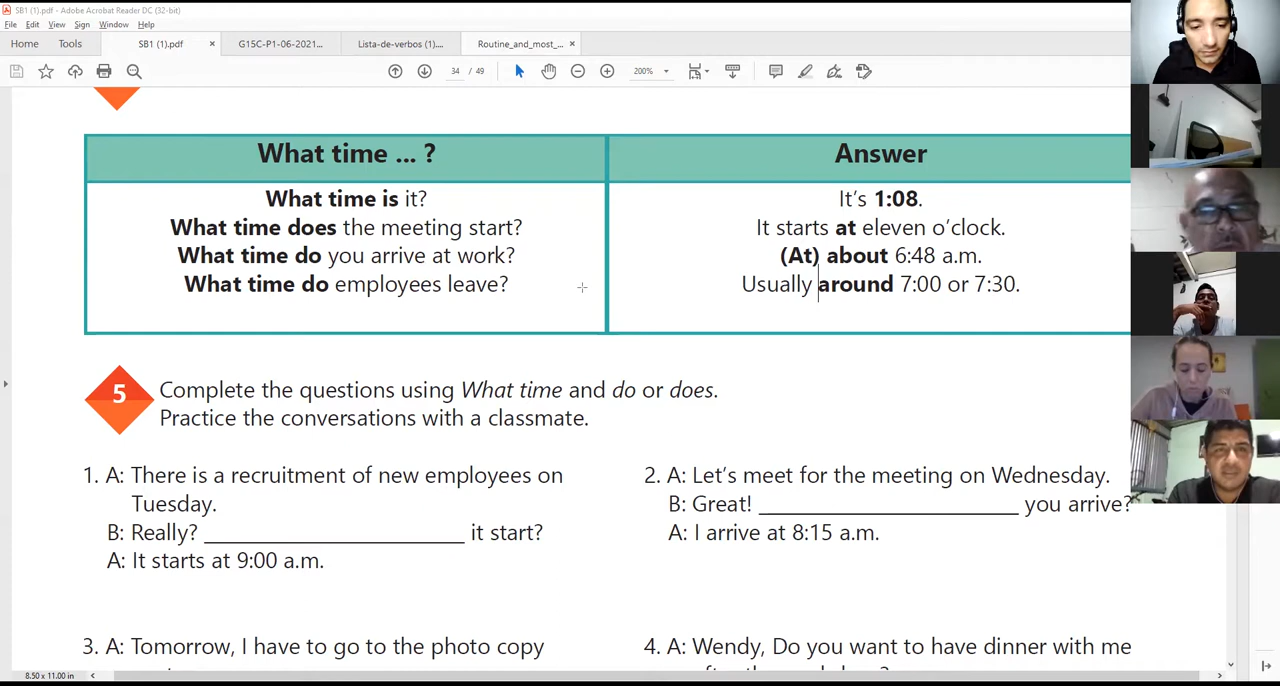 SB1 (1).pdf - Adobe Acrobat Reader DC (32-bit)
File Edit View Sign Window Help
Home Tools SB1 (1).pdf × G15C-P1-06-2021... Lista-de-verbos (1).... Routine_and_most_... ×
34 / 49 200%
What time ... ? Answer
What time is it? It's 1:08.
What time does the meeting start? It starts at eleven o'clock.
What time do you arrive at work? (At) about 6:48 a.m.
What time do employees leave? Usually around 7:00 or 7:30.
5 Complete the questions using What time and do or does.
Practice the conversations with a classmate.
1. A: There is a recruitment of new employees on
Tuesday.
B: Really? ____________________ it start?
A: It starts at 9:00 a.m.
2. A: Let's meet for the meeting on Wednesday.
B: Great! ____________________ you arrive?
A: I arrive at 8:15 a.m.
3. A: Tomorrow, I have to go to the photo copy
4. A: Wendy, Do you want to have dinner with me
8.50 x 11.00 in